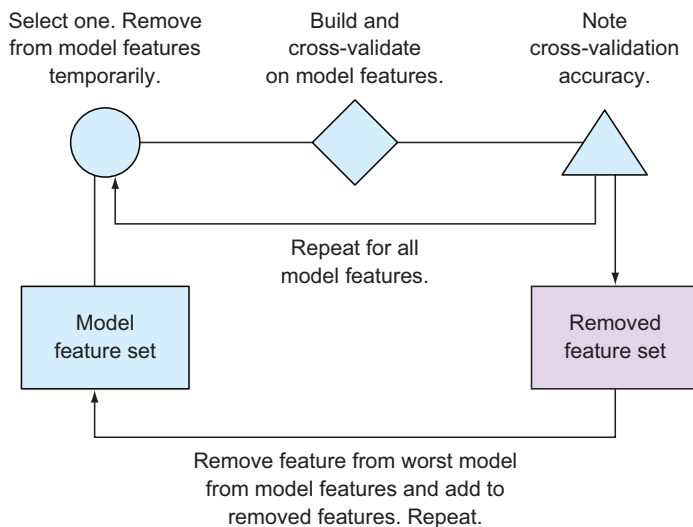 Select one. Remove
from model features
temporarily.
Build and
cross-validate
on model features.
Note
cross-validation
accuracy.
Repeat for all
model features.
Model
feature set
Removed
feature set
Remove feature from worst model
from model features and add to
removed features. Repeat.